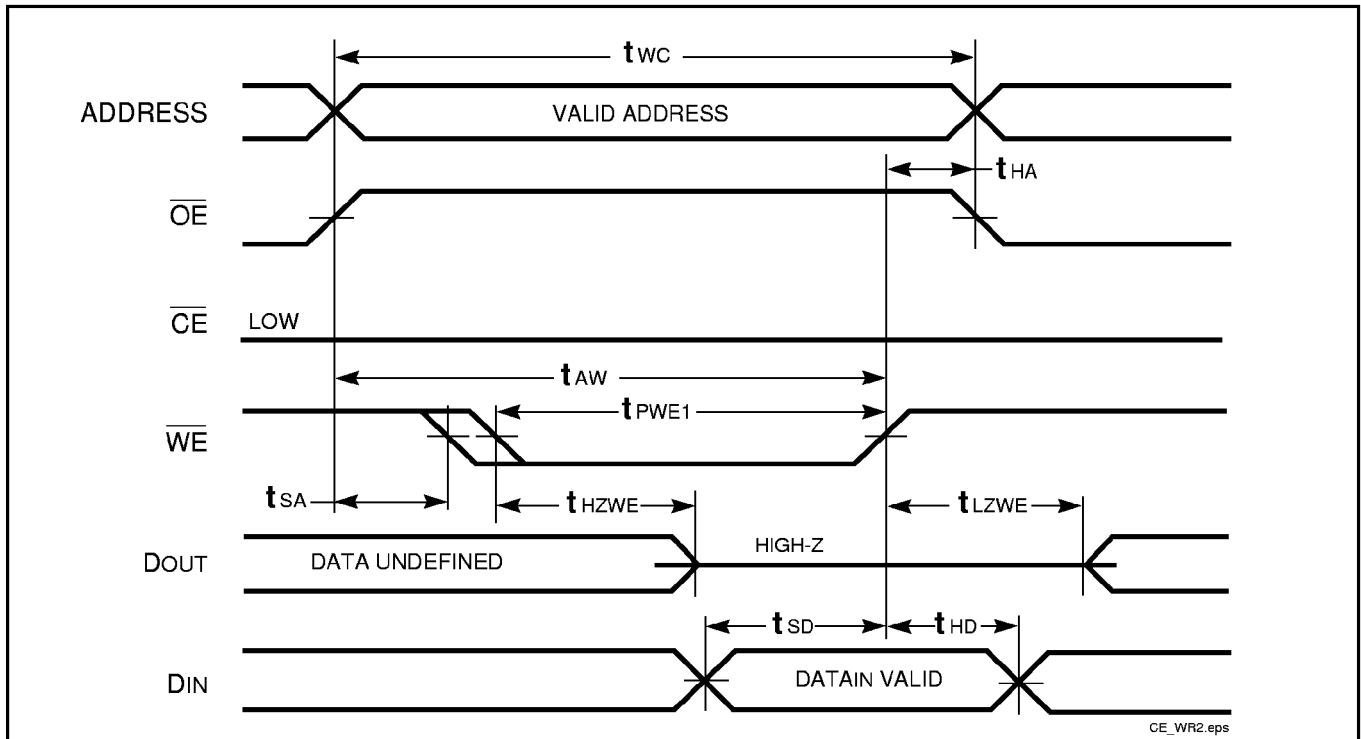 tWC
ADDRESS
VALID ADDRESS
tHA
OE
CE
LOW
tAW
tPWE1
WE
tSA
tHZWE
tLZWE
DOUT
DATA UNDEFINED
HIGH-Z
tSD
tHD
DIN
DATAIN VALID
CE_WR2.eps